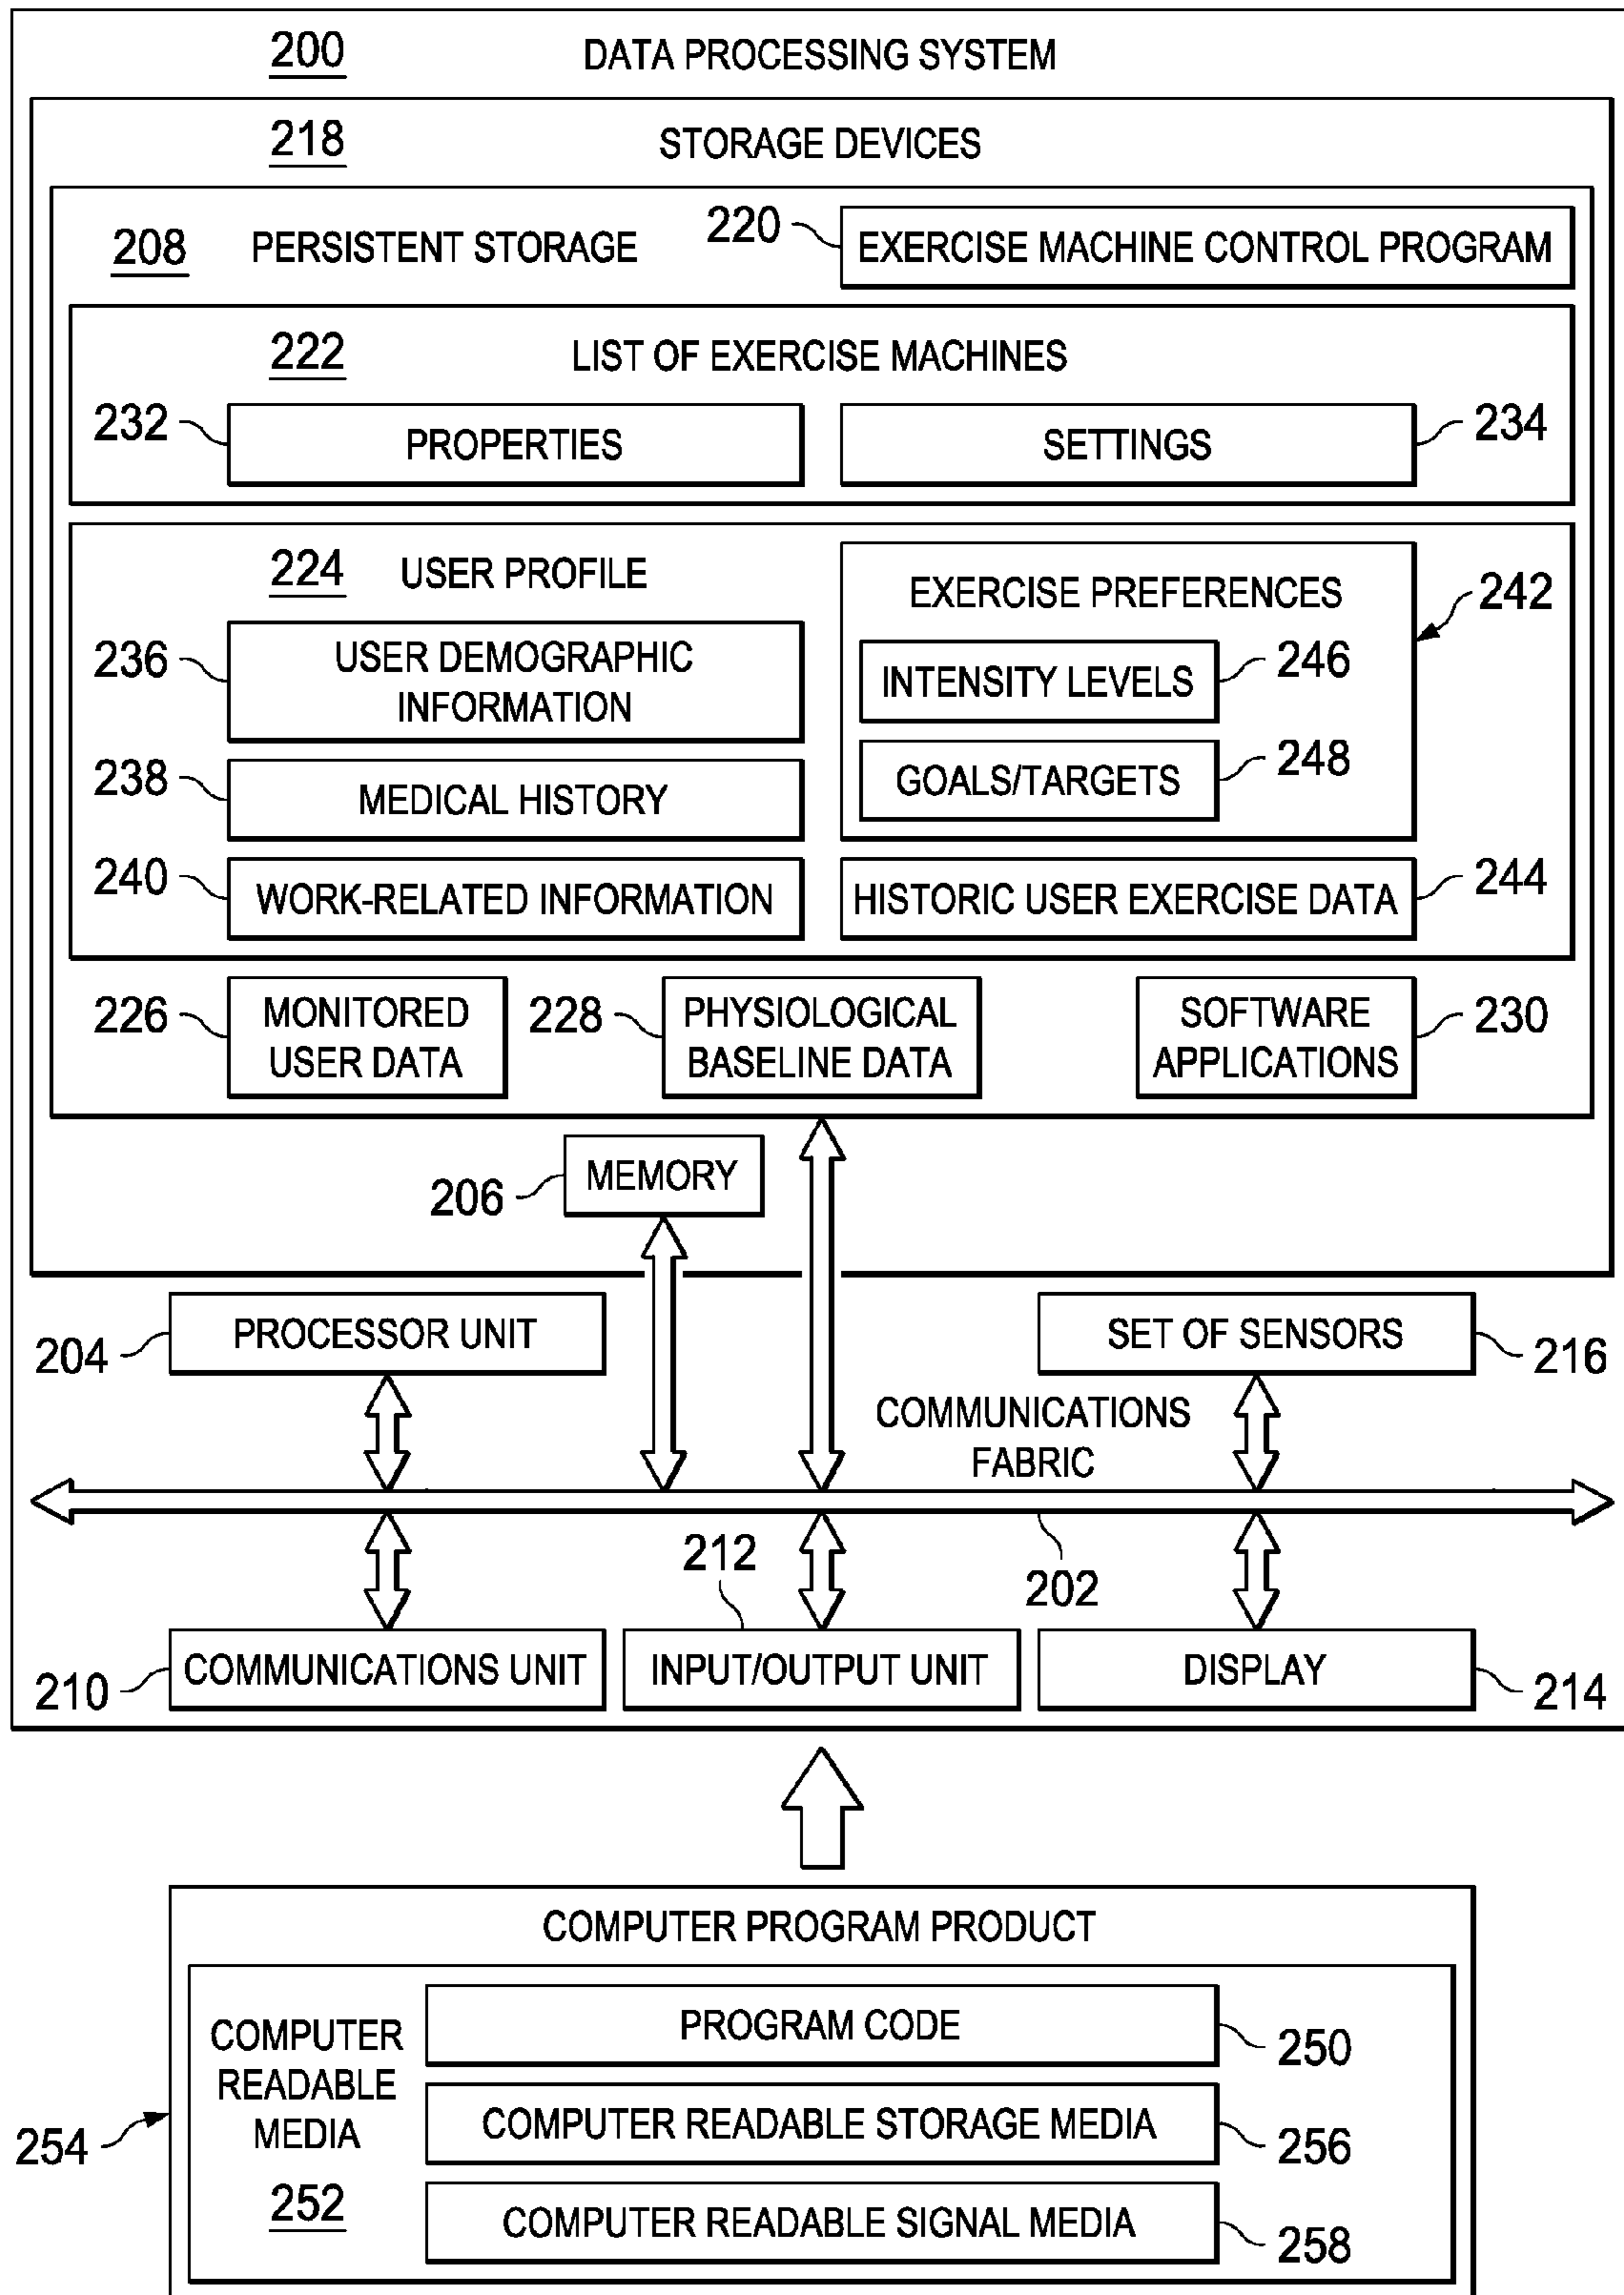 200 DATA PROCESSING SYSTEM
218 STORAGE DEVICES
208 PERSISTENT STORAGE
220 EXERCISE MACHINE CONTROL PROGRAM
222 LIST OF EXERCISE MACHINES
232 PROPERTIES
SETTINGS 234
224 USER PROFILE
236 USER DEMOGRAPHIC
INFORMATION
238 MEDICAL HISTORY
240 WORK-RELATED INFORMATION
EXERCISE PREFERENCES 242
INTENSITY LEVELS 246
GOALS/TARGETS 248
HISTORIC USER EXERCISE DATA 244
226 MONITORED
USER DATA
228 PHYSIOLOGICAL
BASELINE DATA
SOFTWARE
APPLICATIONS 230
206 MEMORY
204 PROCESSOR UNIT
SET OF SENSORS 216
COMMUNICATIONS
FABRIC
202
210 COMMUNICATIONS UNIT
212 INPUT/OUTPUT UNIT
DISPLAY 214
COMPUTER PROGRAM PRODUCT
254
COMPUTER
READABLE
MEDIA
252
PROGRAM CODE 250
COMPUTER READABLE STORAGE MEDIA 256
COMPUTER READABLE SIGNAL MEDIA 258